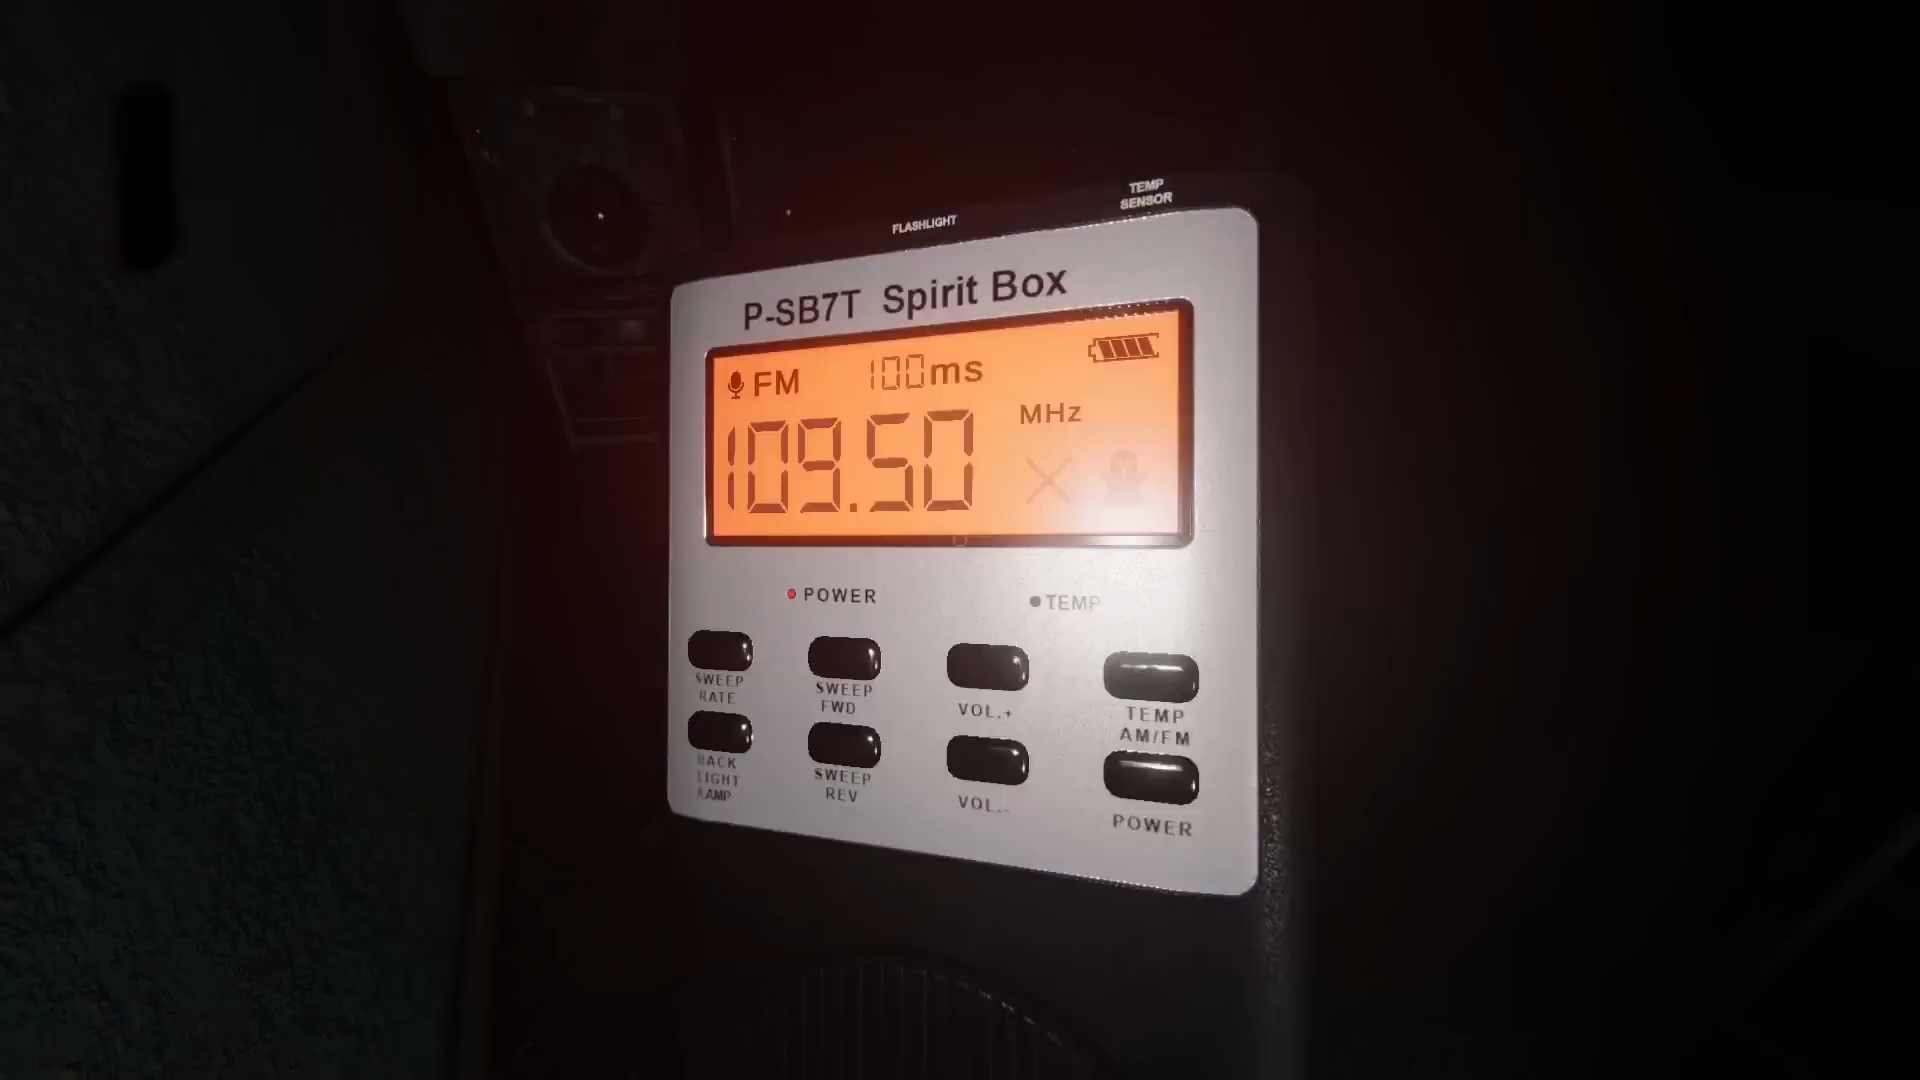 TEMP
SENSOR
FLASHLIGHT
P-SB7T Spirit Box
FM 100ms
MHz
109.50
POWER
TEMP
SWEEP
RATE
SWEEP
FWD
VOL.+
TEMP
AM/FM
BACK
LIGHT
LAMP
SWEEP
REV
VOL.-
POWER